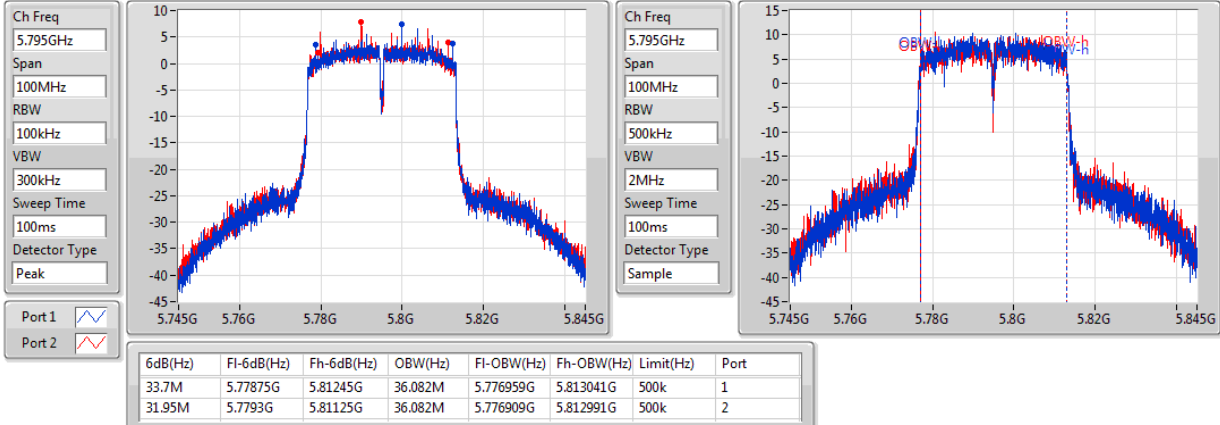 Ch Freq
5.795GHz
Span
100MHz
RBW
100kHz
VBW
300kHz
Sweep Time
100ms
Detector Type
Peak
Port 1
Port 2
10
5
0
-5
-10
-15
-20
-25
-30
-35
-40
-45
5.745G 5.76G 5.78G 5.8G 5.82G 5.845G
Ch Freq
5.795GHz
Span
100MHz
RBW
500kHz
VBW
2MHz
Sweep Time
100ms
Detector Type
Sample
15
10
5
0
-5
-10
-15
-20
-25
-30
-35
-40
-45
OBW-h
5.745G 5.76G 5.78G 5.8G 5.82G 5.845G
6dB(Hz) Fl-6dB(Hz) Fh-6dB(Hz) OBW(Hz) Fl-OBW(Hz) Fh-OBW(Hz) Limit(Hz) Port
33.7M 5.77875G 5.81245G 36.082M 5.776959G 5.813041G 500k 1
31.95M 5.7793G 5.81125G 36.082M 5.776909G 5.812991G 500k 2